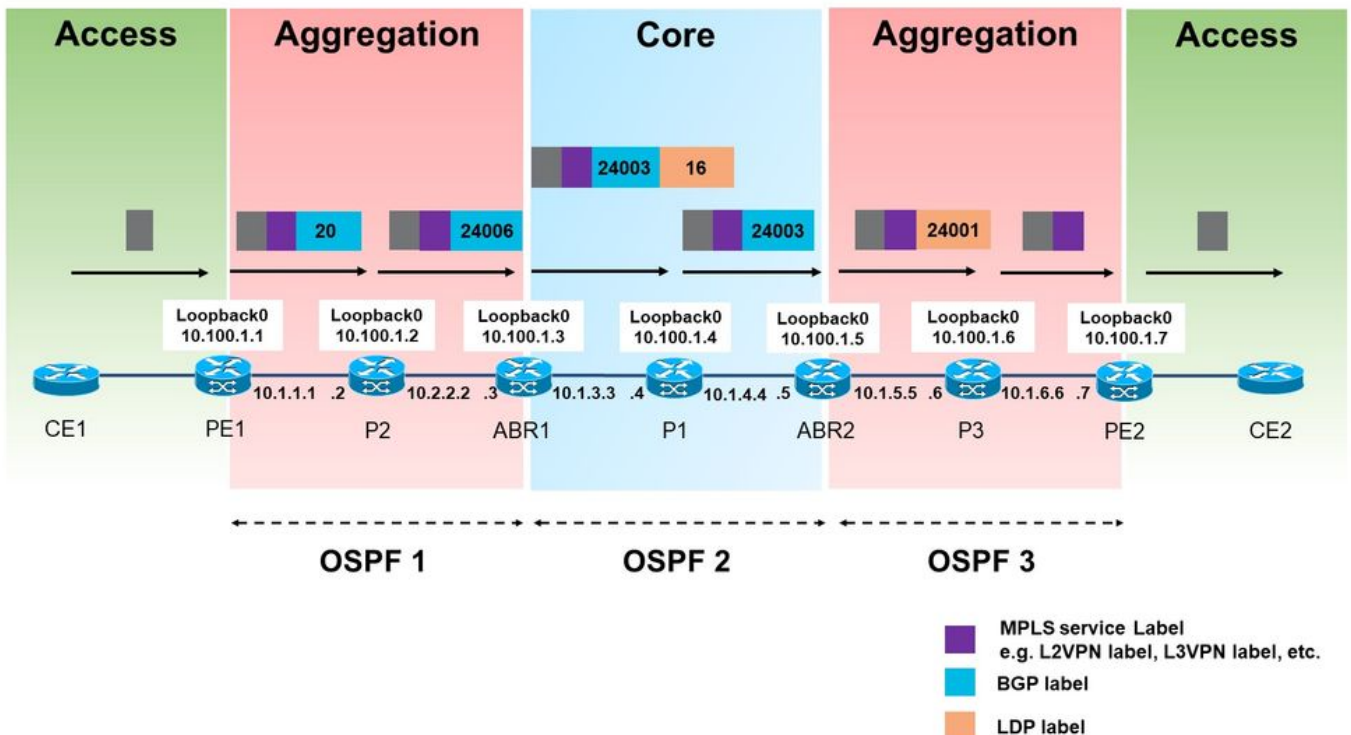 Access
Aggregation
Core
Aggregation
Access
24003
16
20
24006
24003
24001
Loopback0
10.100.1.1
Loopback0
10.100.1.2
Loopback0
10.100.1.3
Loopback0
10.100.1.4
Loopback0
10.100.1.5
Loopback0
10.100.1.6
Loopback0
10.100.1.7
10.1.1.1
.2
10.2.2.2
.3
10.1.3.3
.4
10.1.4.4
.5
10.1.5.5
.6
10.1.6.6
.7
CE1
PE1
P2
ABR1
P1
ABR2
P3
PE2
CE2
OSPF 1
OSPF 2
OSPF 3
MPLS service Label
e.g. L2VPN label, L3VPN label, etc.
BGP label
LDP label